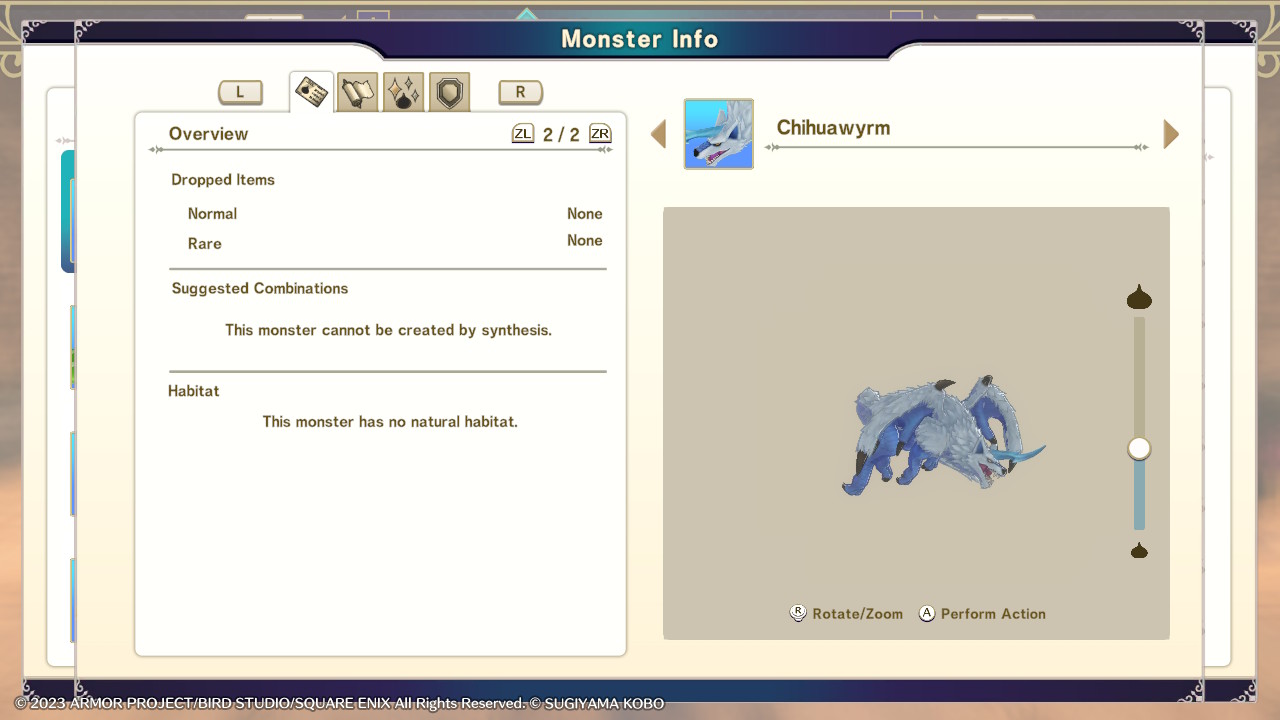 Monster Info
L
R
Overview
ZL 2 / 2 ZR
Dropped Items
Normal None
Rare None
Suggested Combinations
This monster cannot be created by synthesis.
Habitat
This monster has no natural habitat.
Chihuawyrm
R Rotate/Zoom A Perform Action
© 2023 ARMOR PROJECT/BIRD STUDIO/SQUARE ENIX All Rights Reserved. © SUGIYAMA KOBO